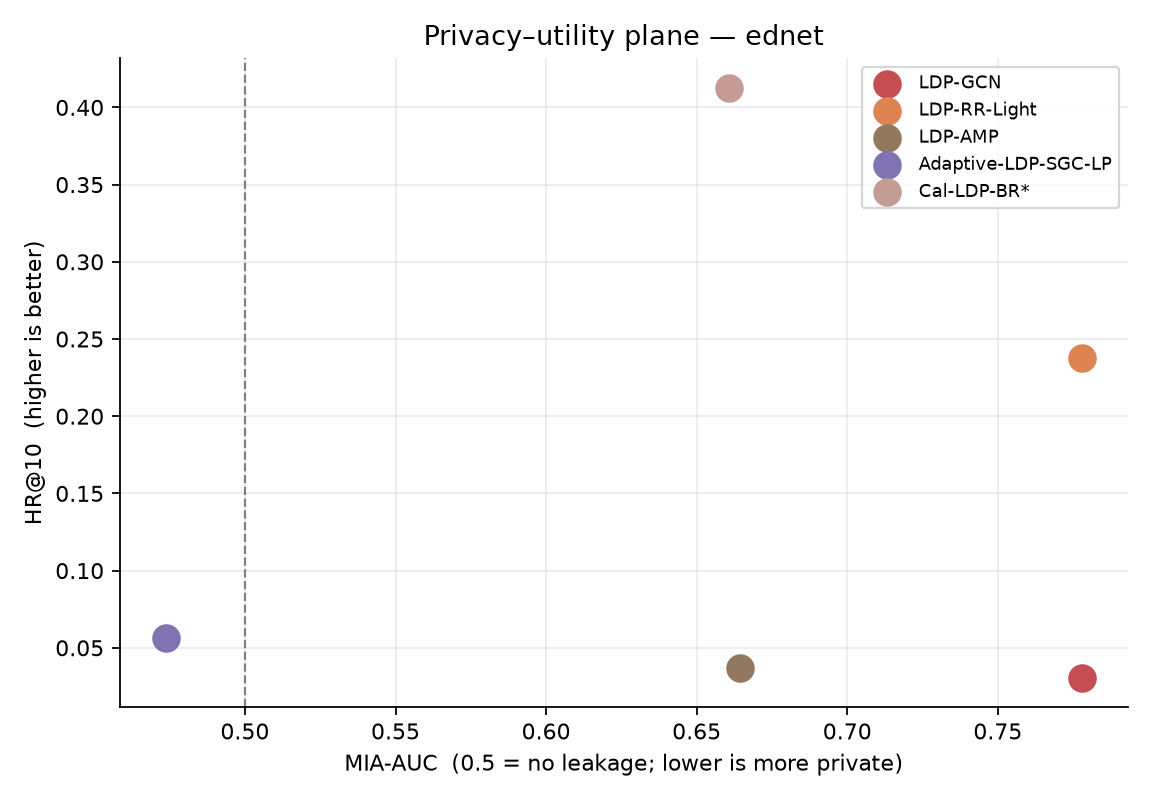 Privacy–utility plane — ednet
LDP-GCN
LDP-RR-Light
LDP-AMP
Adaptive-LDP-SGC-LP
Cal-LDP-BR*
HR@10  (higher is better)
0.40
0.35
0.30
0.25
0.20
0.15
0.10
0.05
0.50 0.55 0.60 0.65 0.70 0.75
MIA-AUC  (0.5 = no leakage; lower is more private)